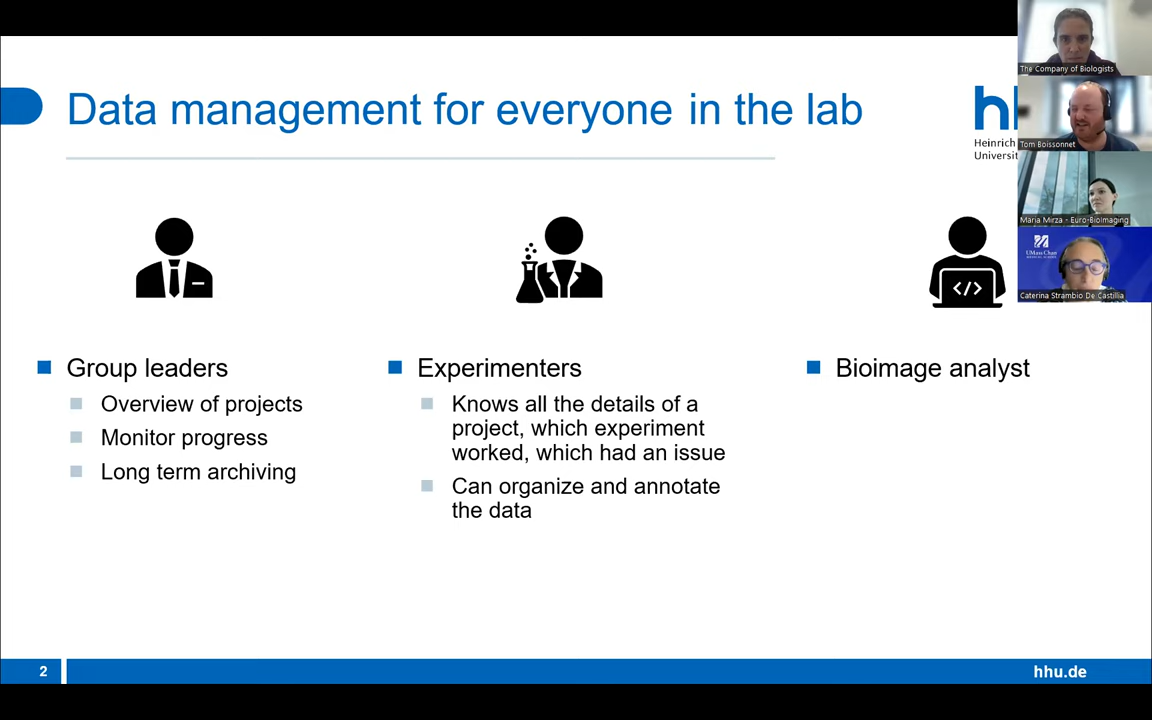 Data management for everyone in the lab
Heinrich
Universit
The Company of Biologists
Tom Boissonnet
Maria Mirza - Euro-BioImaging
UMass Chan
Caterina Strambio De Castillia
</>
Group leaders
Overview of projects
Monitor progress
Long term archiving
Experimenters
Knows all the details of a
project, which experiment
worked, which had an issue
Can organize and annotate
the data
Bioimage analyst
2
hhu.de